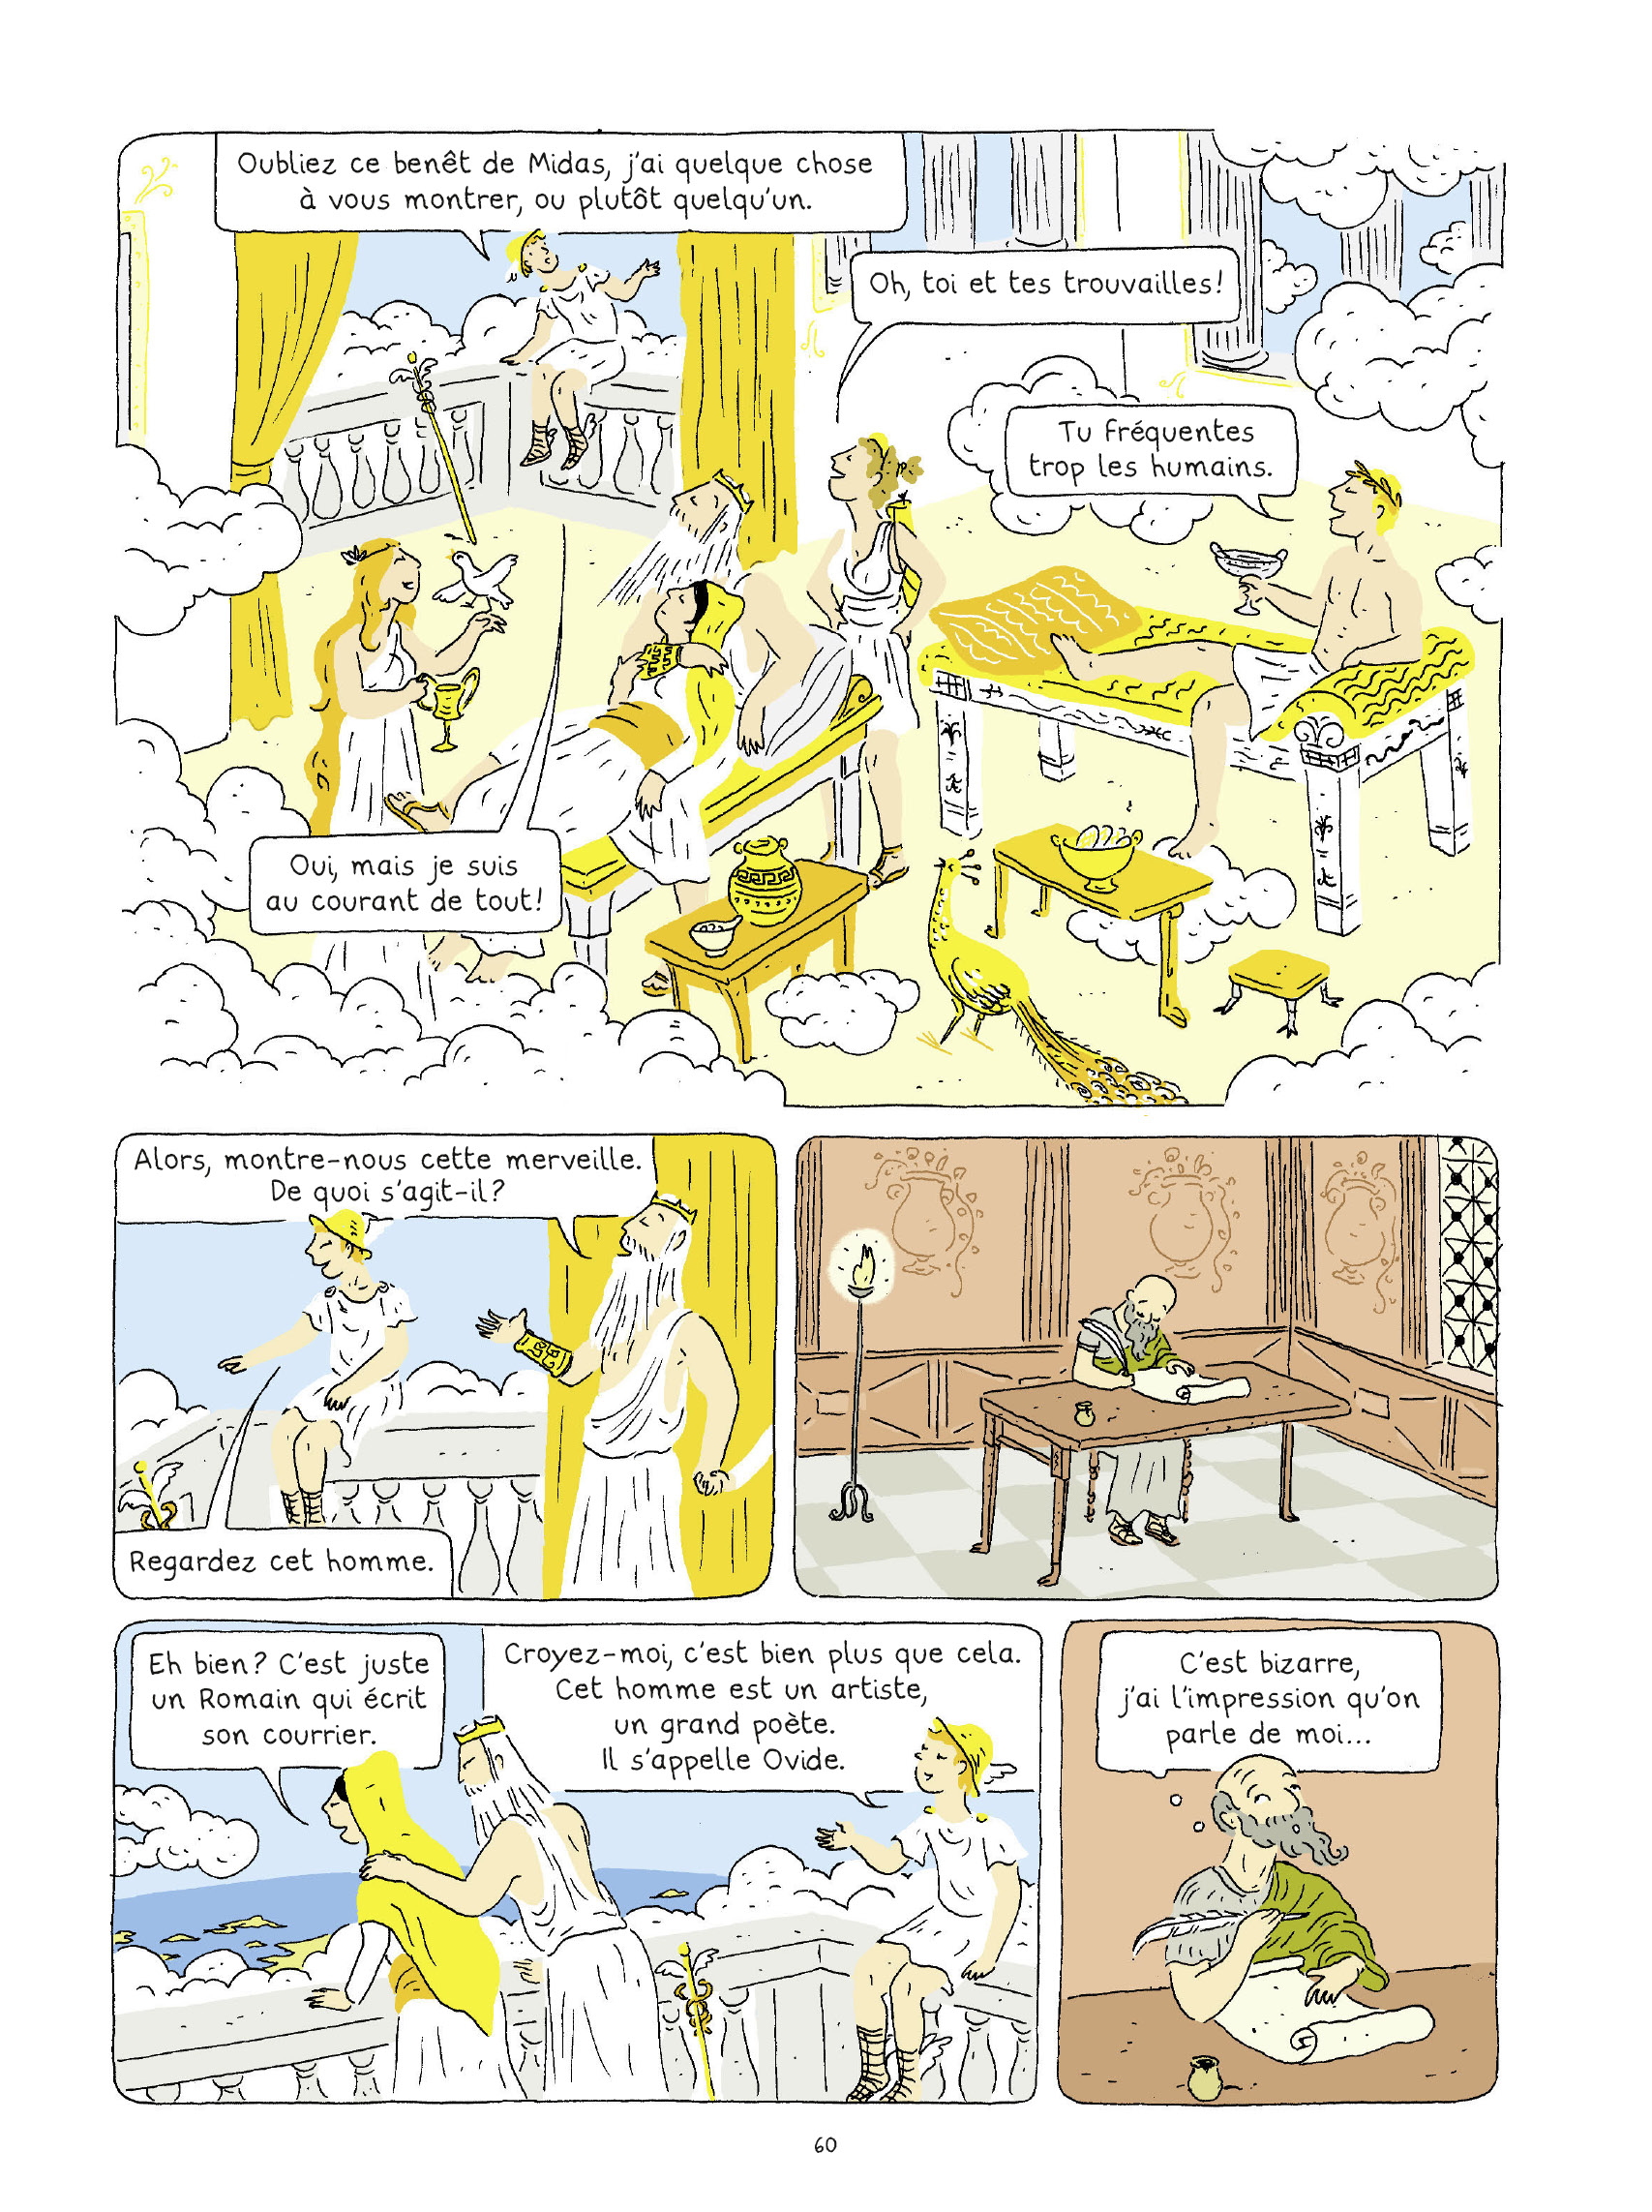 Oubliez ce benêt de Midas, j'ai quelque chose
à vous montrer, ou plutôt quelqu'un.
Oh, toi et tes trouvailles!
Tu fréquentes
trop les humains.
Oui, mais je suis
au courant de tout!
Alors, montre-nous cette merveille.
De quoi s'agit-il?
Regardez cet homme.
Eh bien? C'est juste
un Romain qui écrit
son courrier.
Croyez-moi, c'est bien plus que cela.
Cet homme est un artiste,
un grand poète.
Il s'appelle Ovide.
C'est bizarre,
j'ai l'impression qu'on
parle de moi...
60